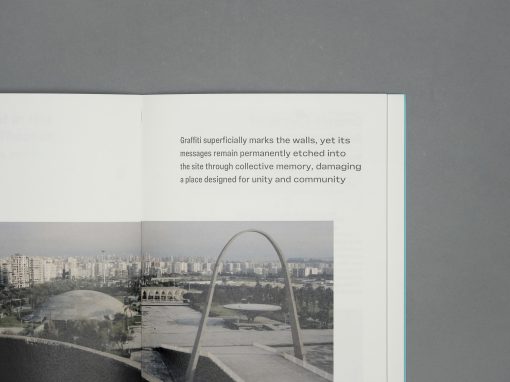 Graffiti superficially marks the walls, yet its
messages remain permanently etched into
the site through collective memory, damaging
a place designed for unity and community